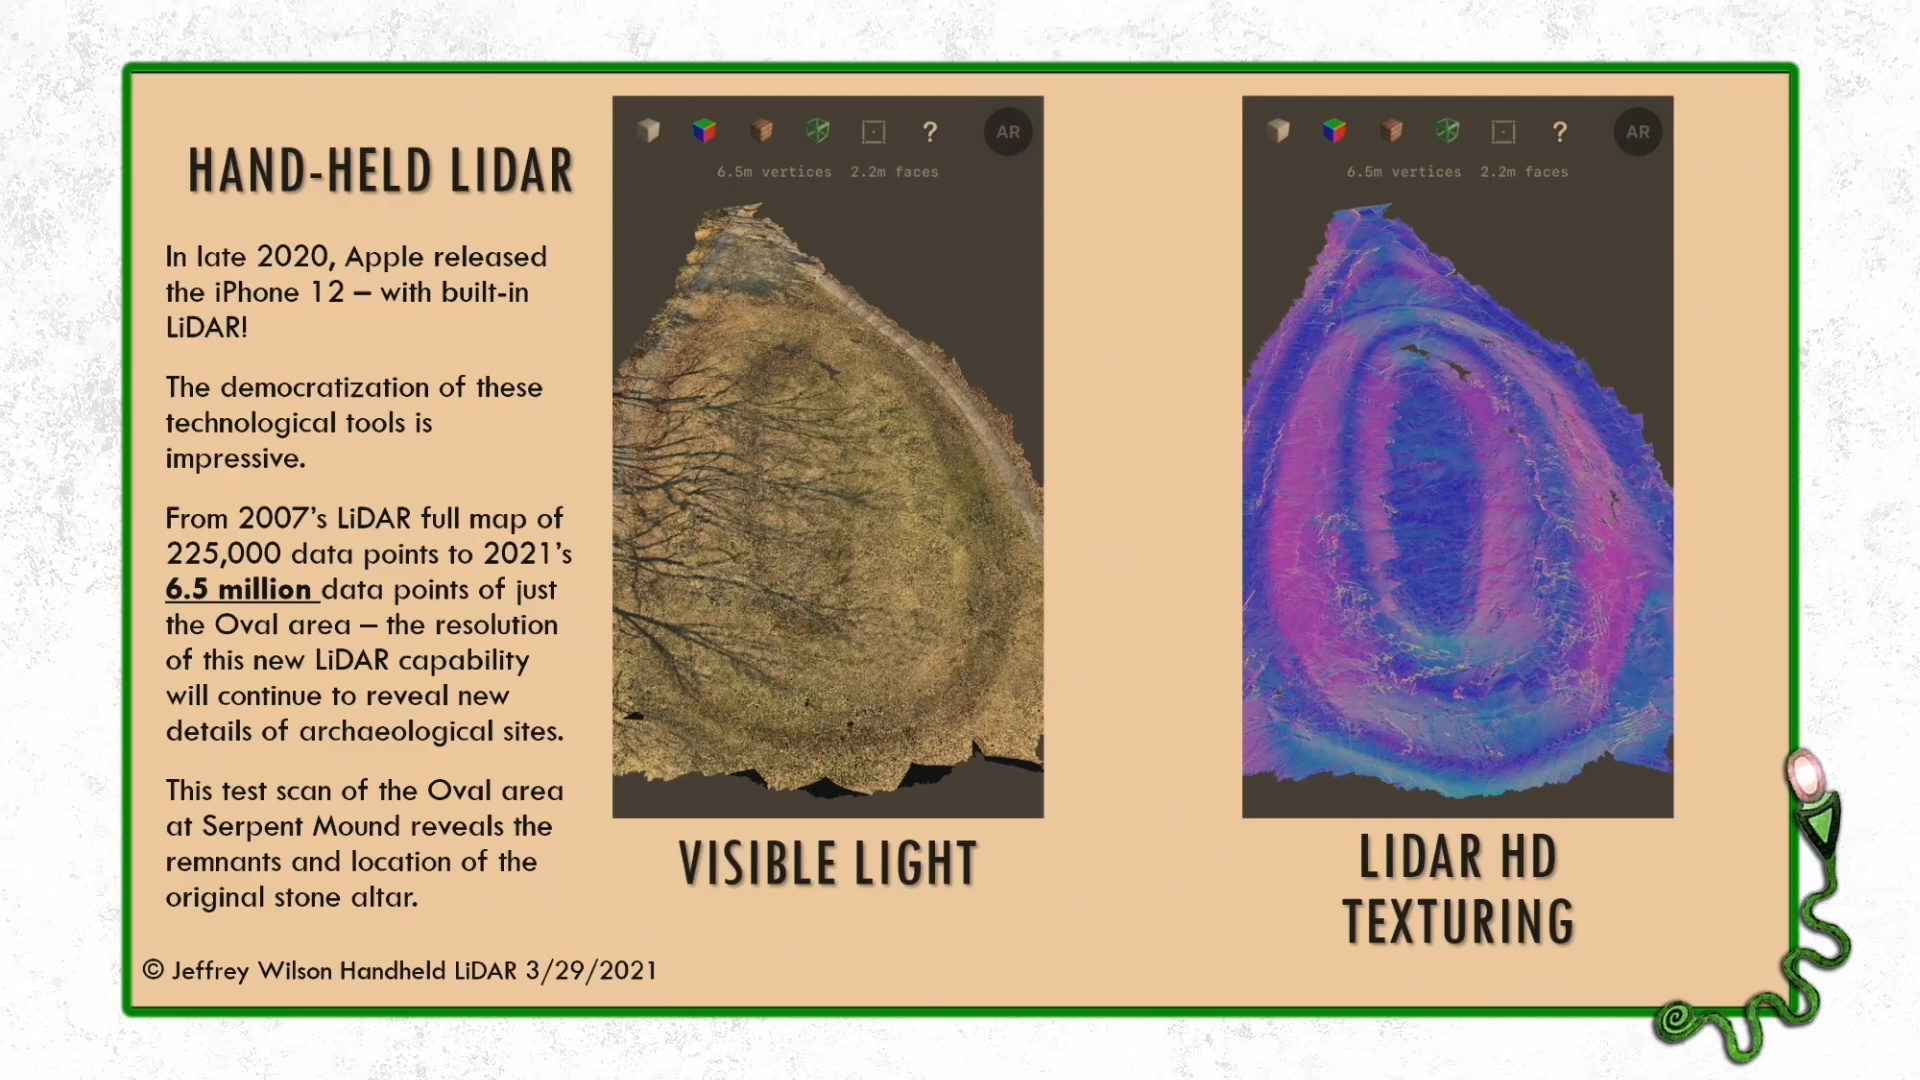 HAND-HELD LIDAR
In late 2020, Apple released
the iPhone 12 – with built-in
LiDAR!
The democratization of these
technological tools is
impressive.
From 2007’s LiDAR full map of
225,000 data points to 2021’s
6.5 million data points of just
the Oval area – the resolution
of this new LiDAR capability
will continue to reveal new
details of archaeological sites.
This test scan of the Oval area
at Serpent Mound reveals the
remnants and location of the
original stone altar.
© Jeffrey Wilson Handheld LiDAR 3/29/2021
? AR
6.5m vertices 2.2m faces
VISIBLE LIGHT
? AR
6.5m vertices 2.2m faces
LIDAR HD
TEXTURING